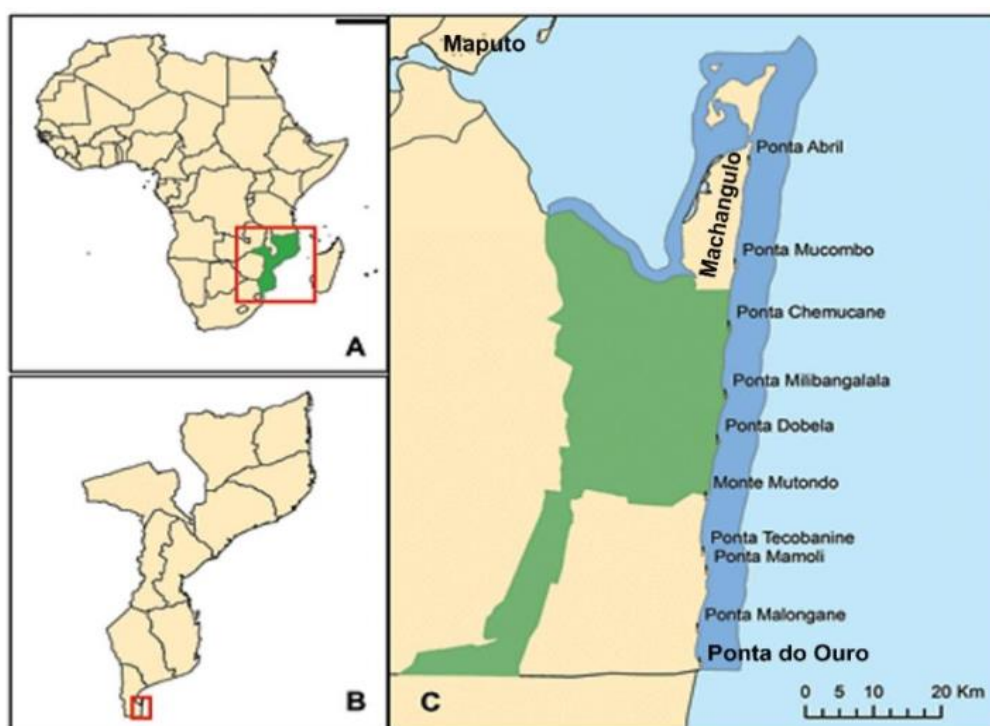 A
B
Maputo
Machangulo
Ponta Abril
Ponta Mucombo
Ponta Chemucane
Ponta Milibangalala
Ponta Dobela
Monte Mutondo
Ponta Tecobanine
Ponta Mamoli
Ponta Malongane
Ponta do Ouro
C
0 5 10 20 Km